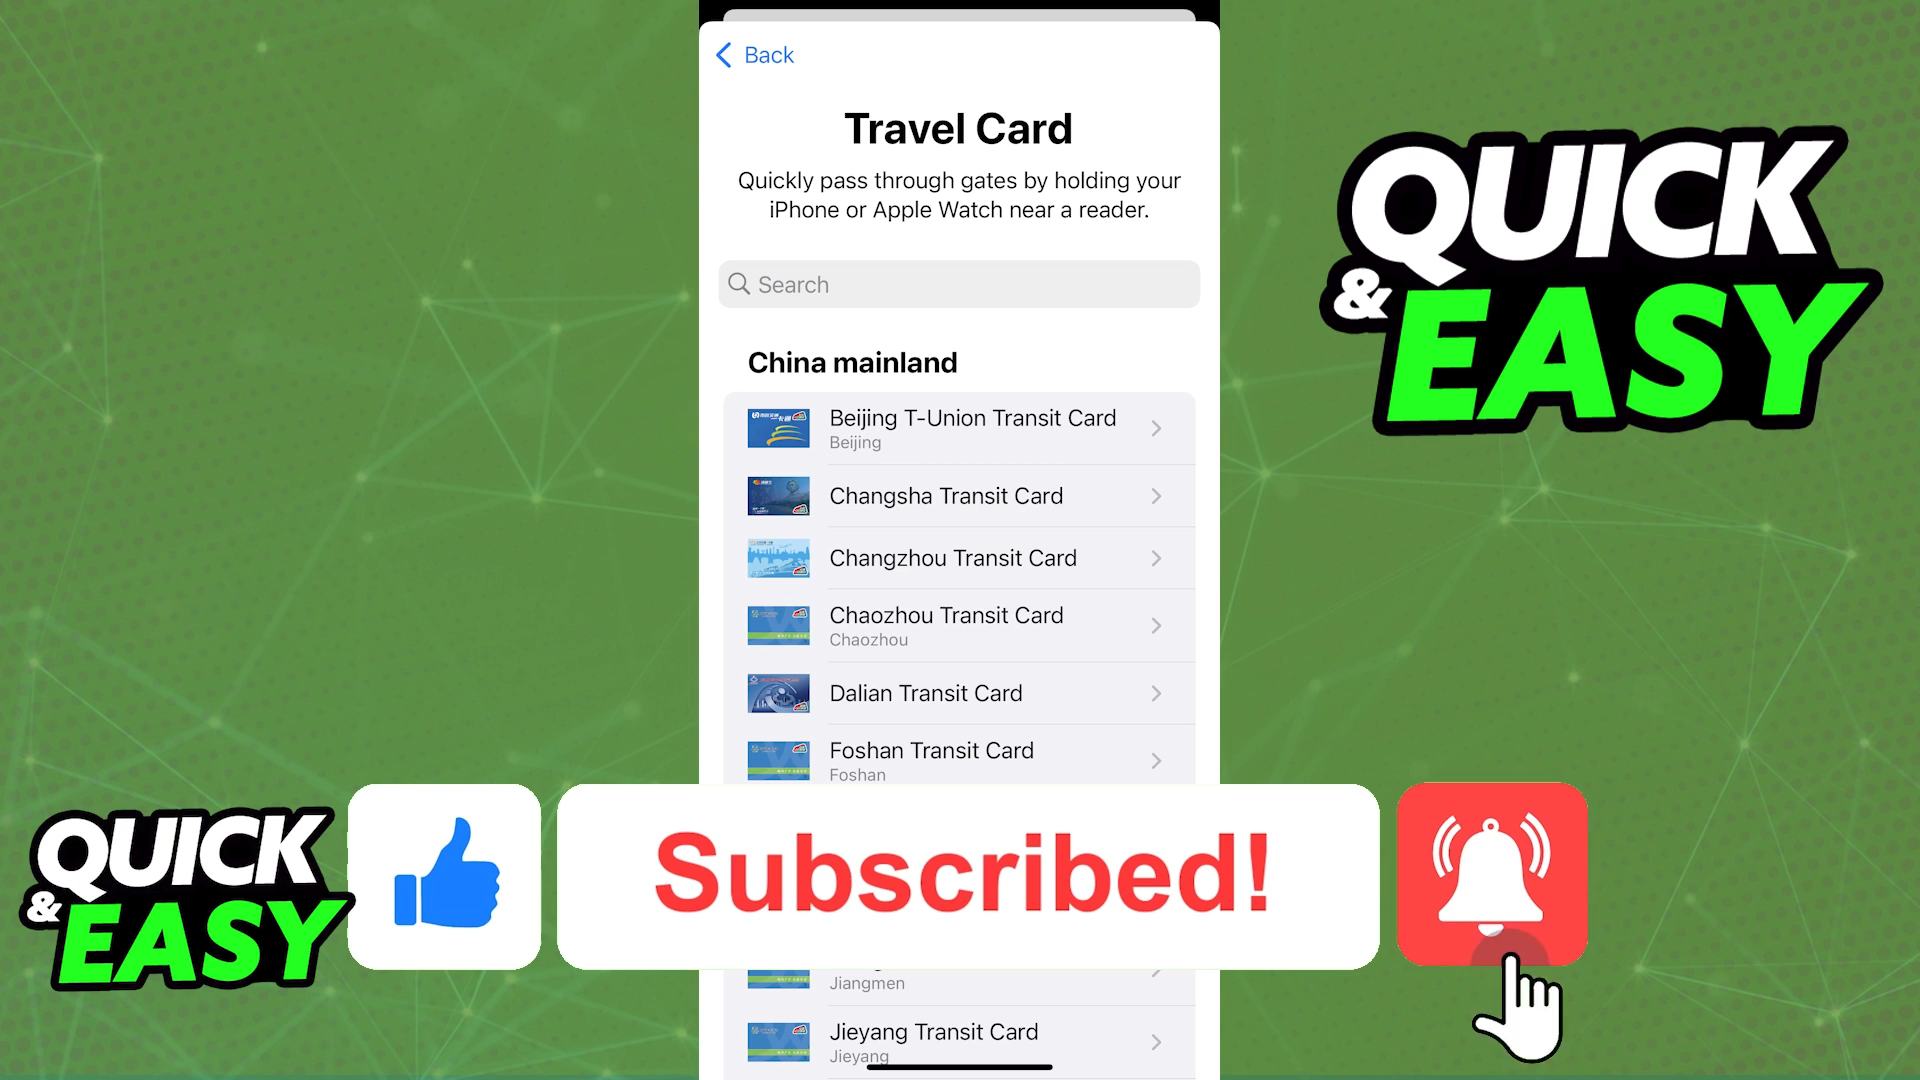 Back
Travel Card
Quickly pass through gates by holding your
iPhone or Apple Watch near a reader.
Search
China mainland
Beijing T-Union Transit Card
Beijing
Changsha Transit Card
Changzhou Transit Card
Chaozhou Transit Card
Chaozhou
Dalian Transit Card
Foshan Transit Card
Foshan
Jiangmen
Jieyang Transit Card
Jieyang
QUICK
& EASY
QUICK
& EASY
Subscribed!